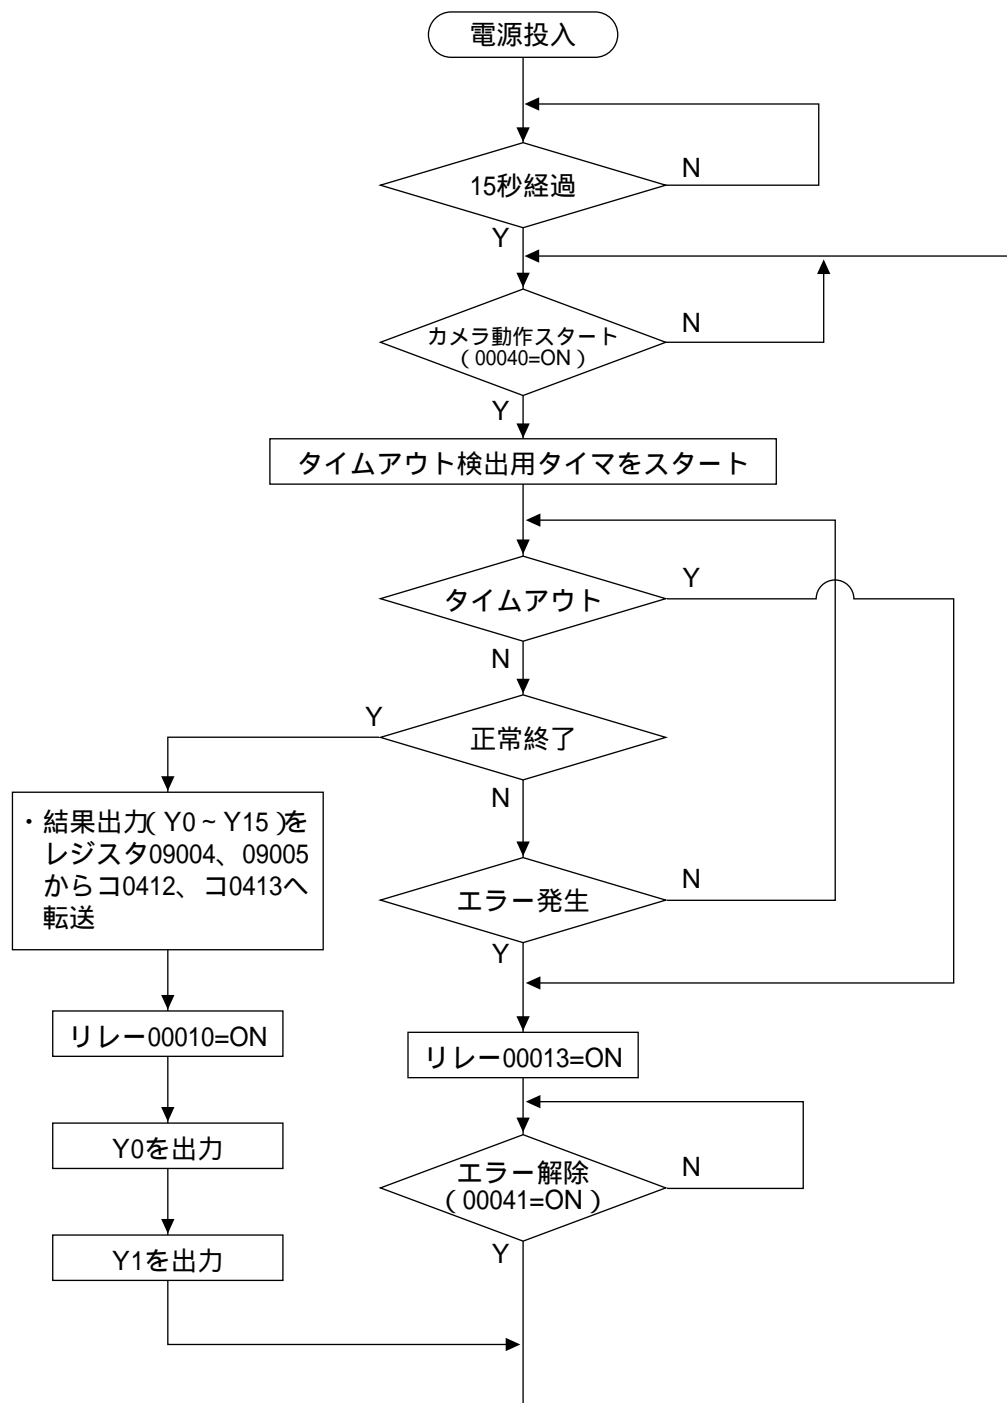 電源投入
15秒経過
N
Y
カメラ動作スタート
(00040=ON)
N
Y
タイムアウト検出用タイマをスタート
タイムアウト
Y
N
正常終了
Y
N
・結果出力(Y0~Y15)を
レジスタ09004、09005
からコ0412、コ0413へ
転送
エラー発生
N
Y
リレー00010=ON
リレー00013=ON
Y0を出力
エラー解除
(00041=ON)
N
Y
Y1を出力